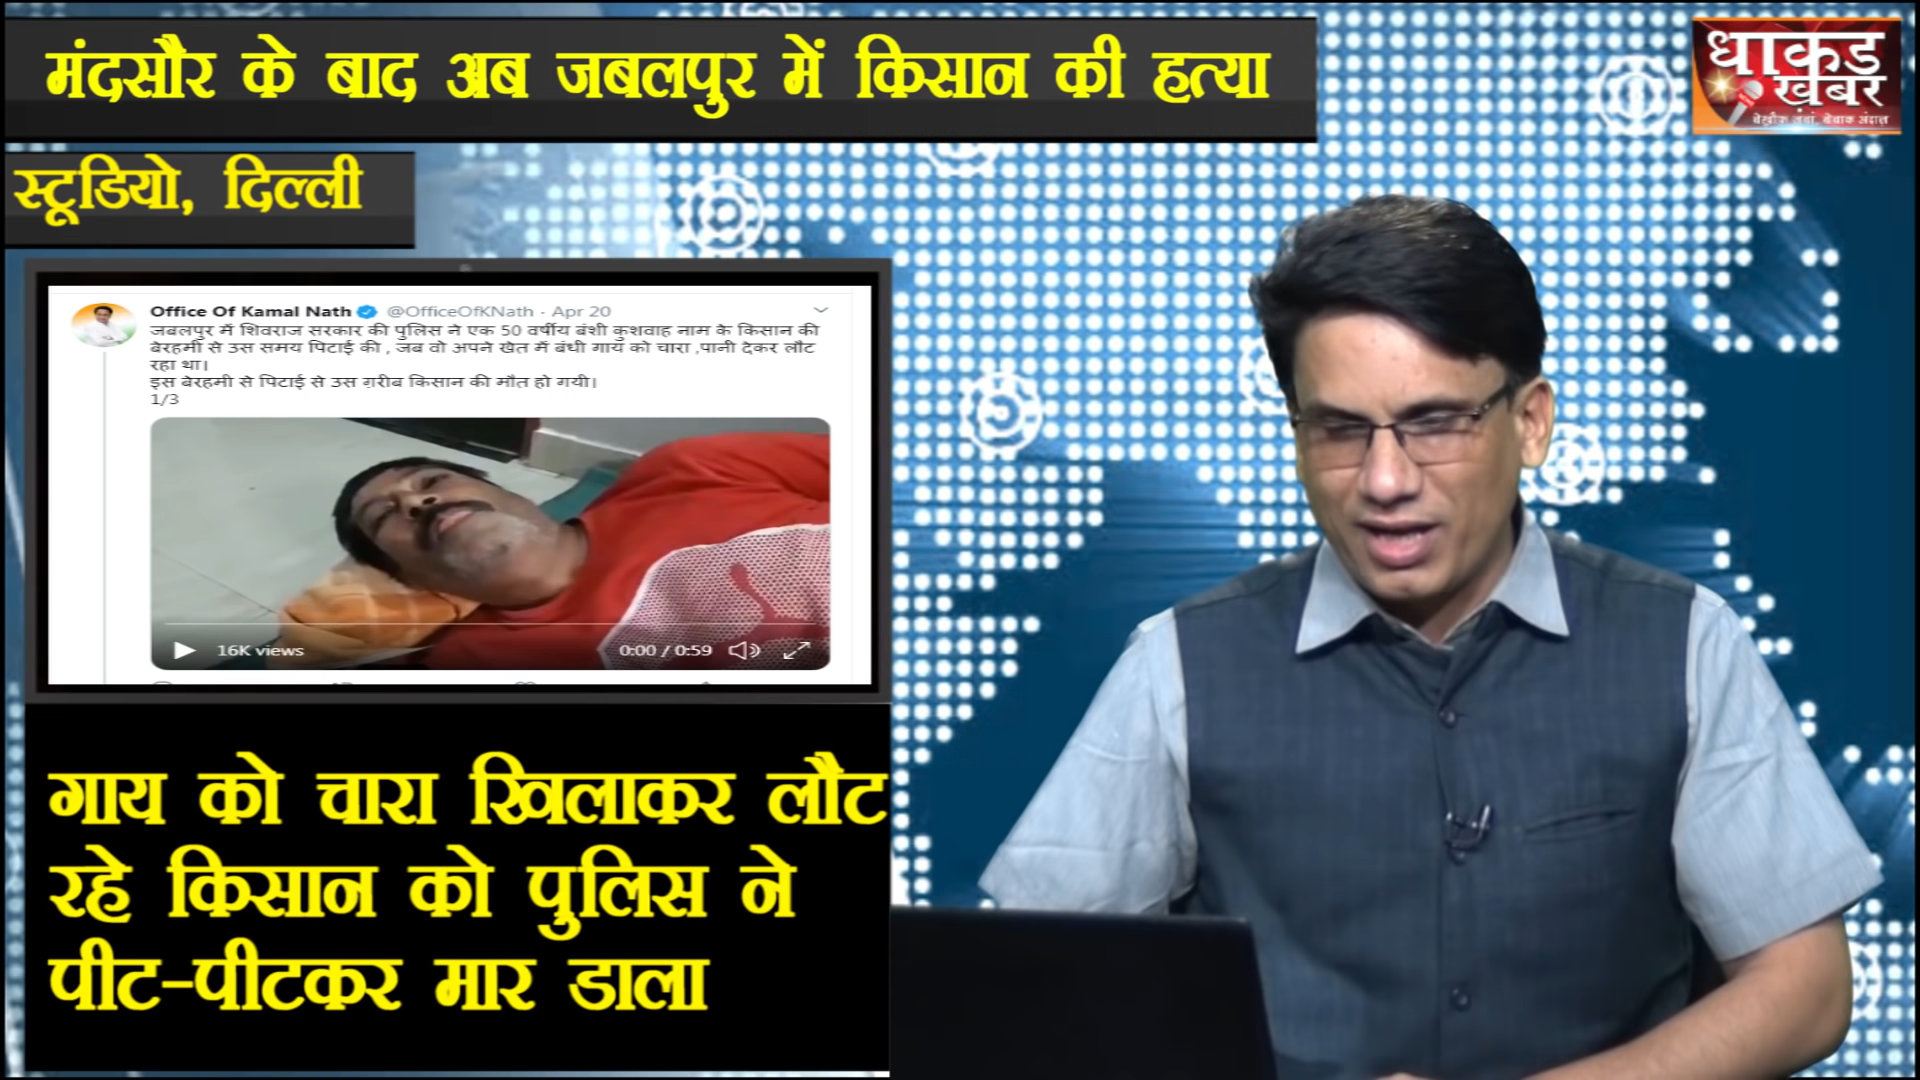 मंदसौर के बाद अब जबलपुर में किसान की हत्या
धाकड़
खबर
बेखौफ जुबां, बेबाक अंदाज
स्टूडियो, दिल्ली
Office Of Kamal Nath @OfficeOfKNath · Apr 20
जबलपुर में शिवराज सरकार की पुलिस ने एक 50 वर्षीय बंशी कुशवाह नाम के किसान की
बेरहमी से उस समय पिटाई की , जब वो अपने खेत में बंधी गाय को चारा ,पानी देकर लौट
रहा था।
इस बेरहमी से पिटाई से उस ग़रीब किसान की मौत हो गयी।
1/3
16K views
0:00 / 0:59
गाय को चारा खिलाकर लौट
रहे किसान को पुलिस ने
पीट-पीटकर मार डाला